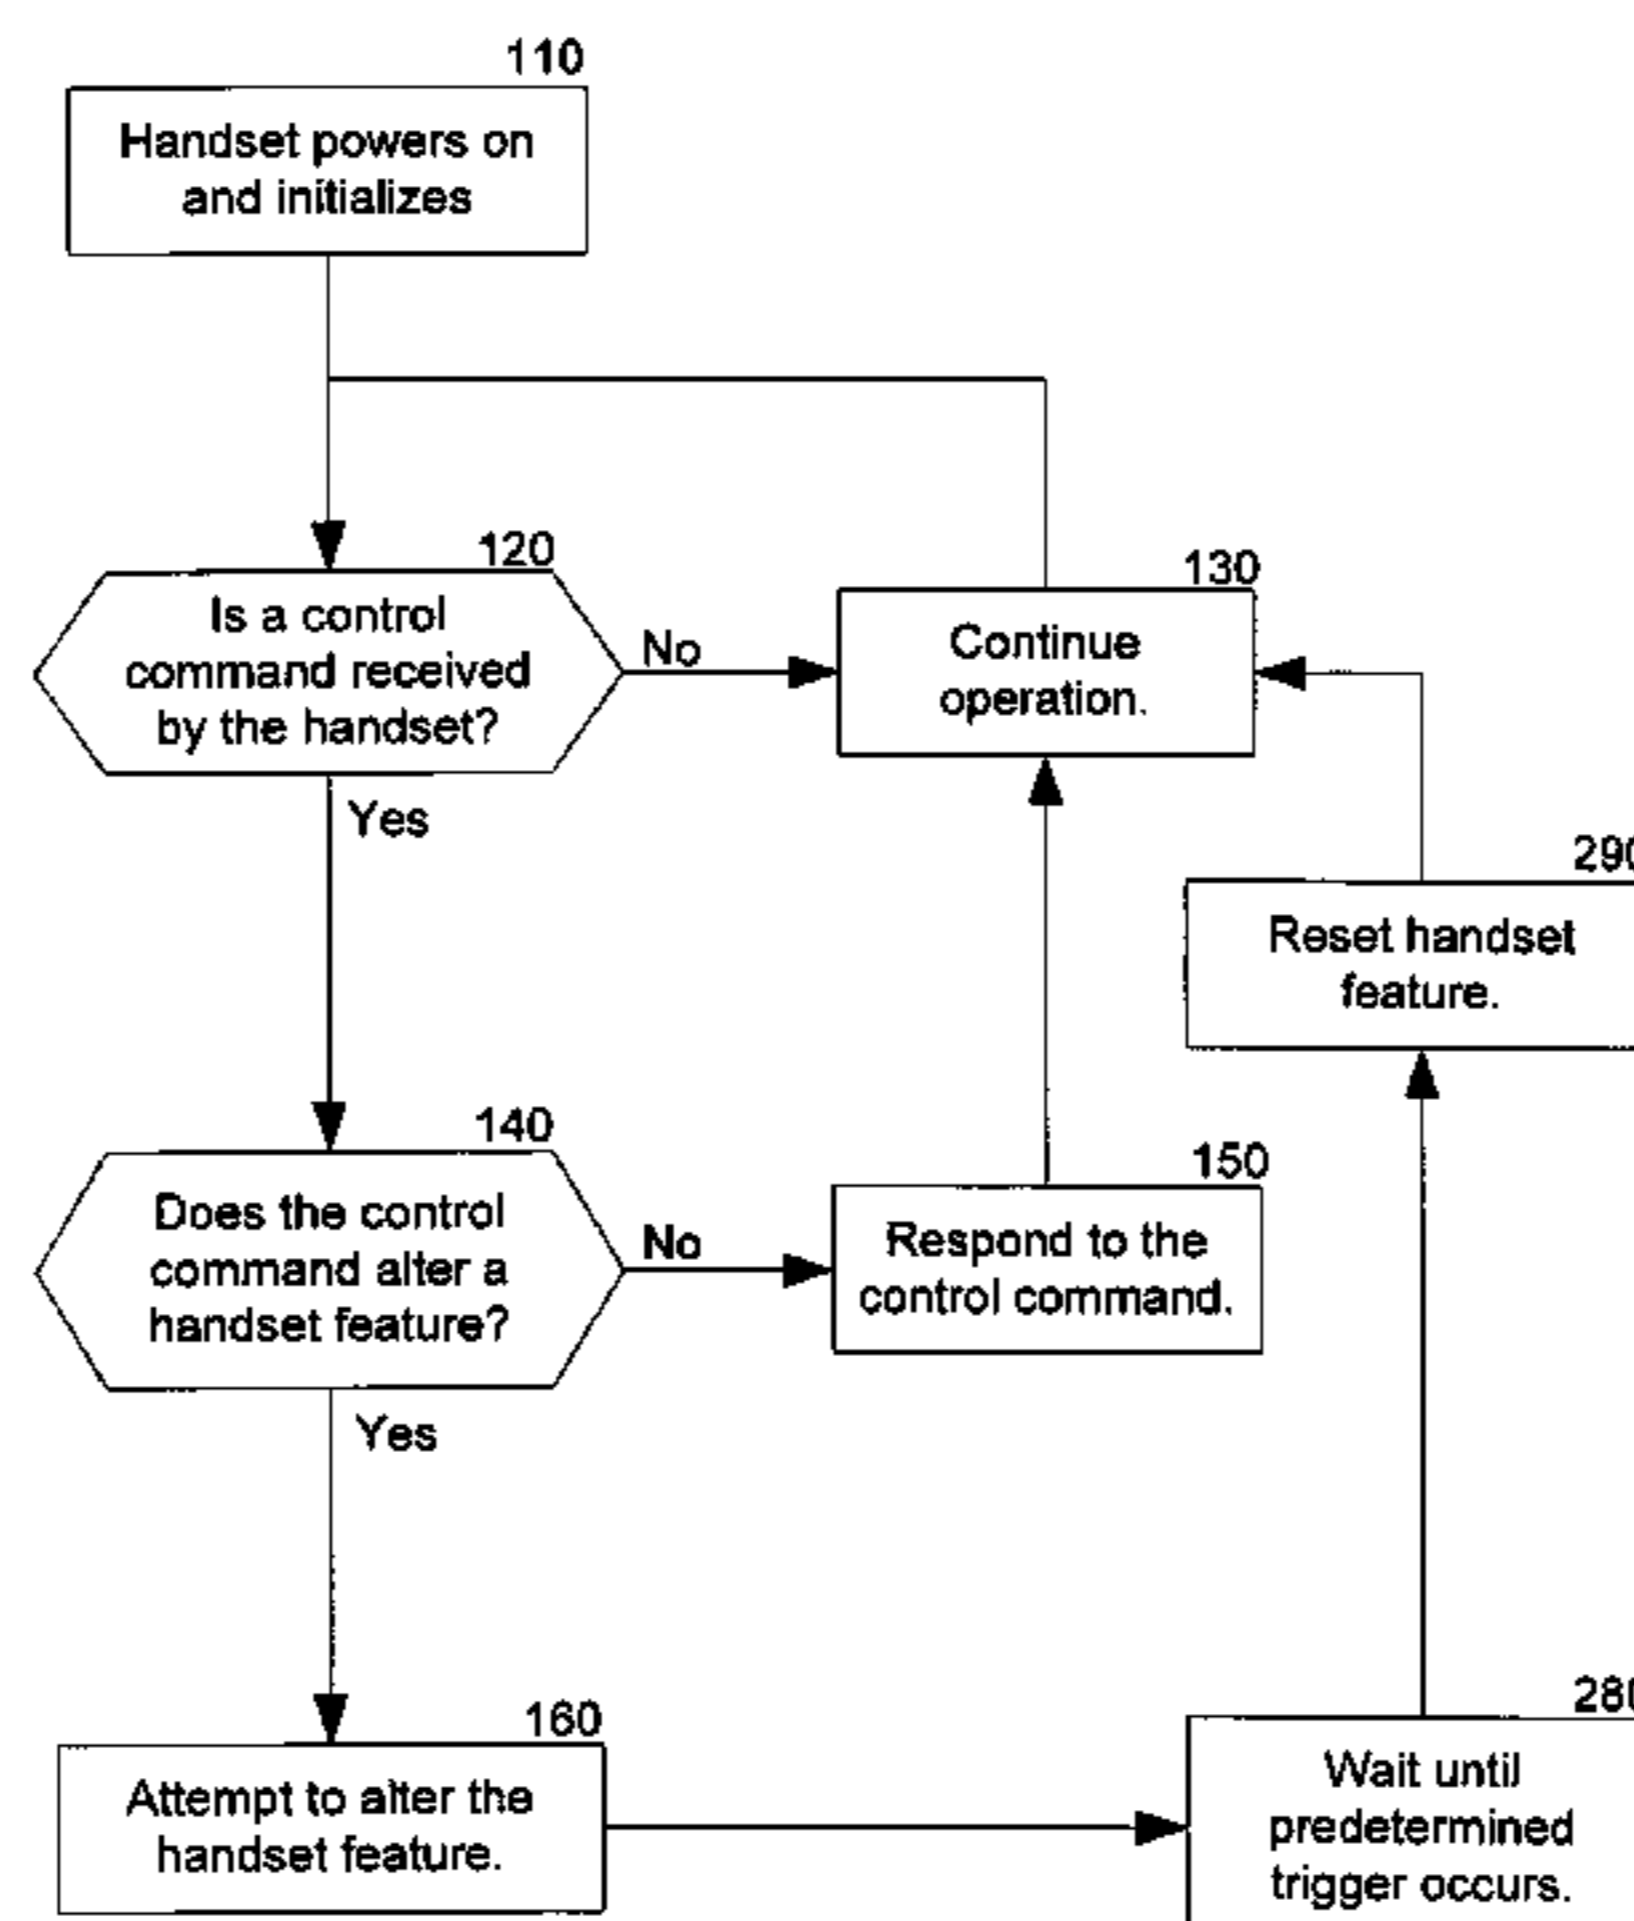 110
Handset powers on
and initializes
120
Is a control
command received
by the handset?
No
Yes
130
Continue
operation.
290
Reset handset
feature.
140
Does the control
command alter a
handset feature?
No
Yes
150
Respond to the
control command.
160
Attempt to alter the
handset feature.
280
Wait until
predetermined
trigger occurs.